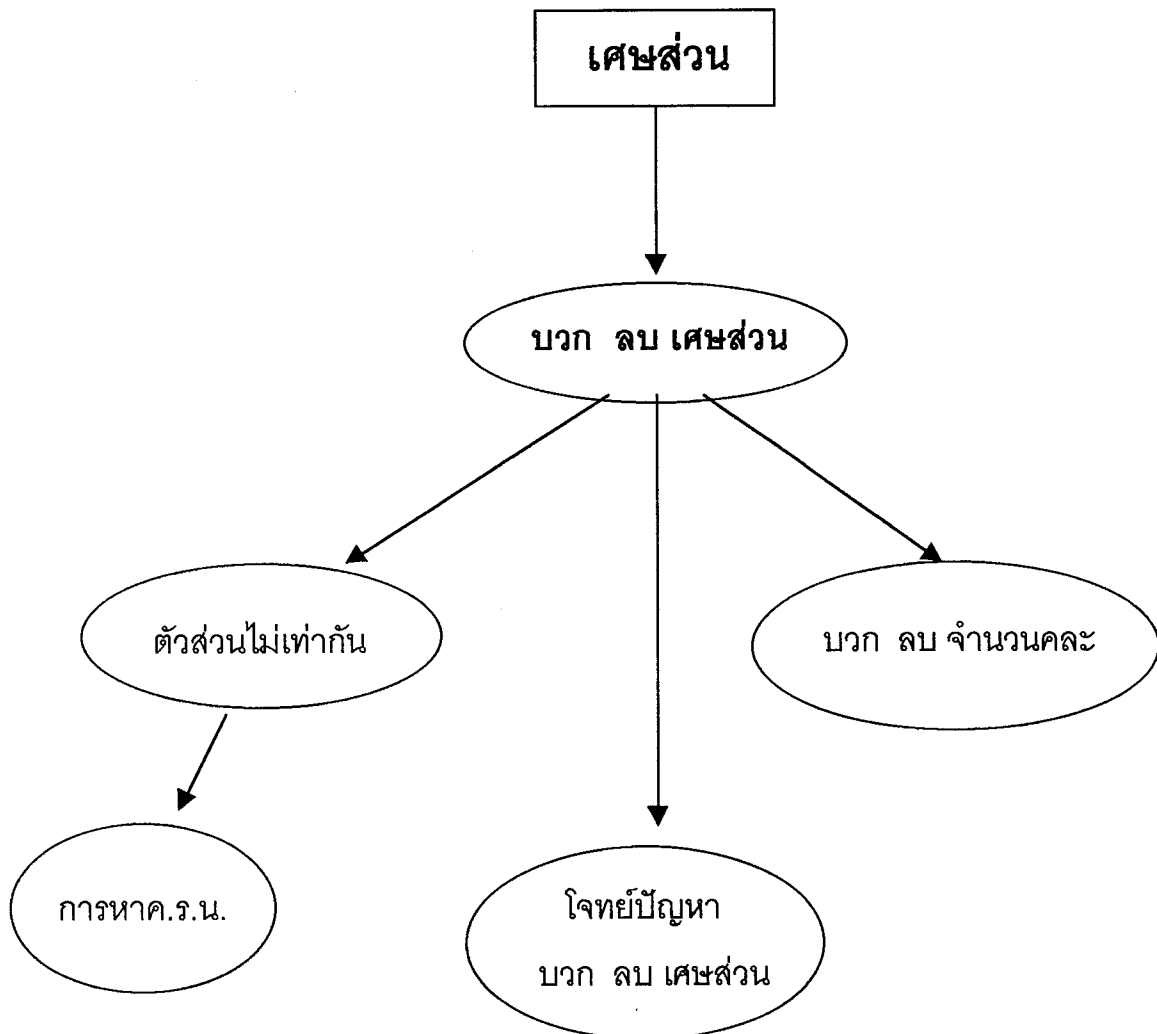 เศษส่วน
บวก ลบ เศษส่วน
ตัวส่วนไม่เท่ากัน
บวก ลบ จำนวนคละ
การหาค.ร.น.
โจทย์ปัญหา
บวก ลบ เศษส่วน